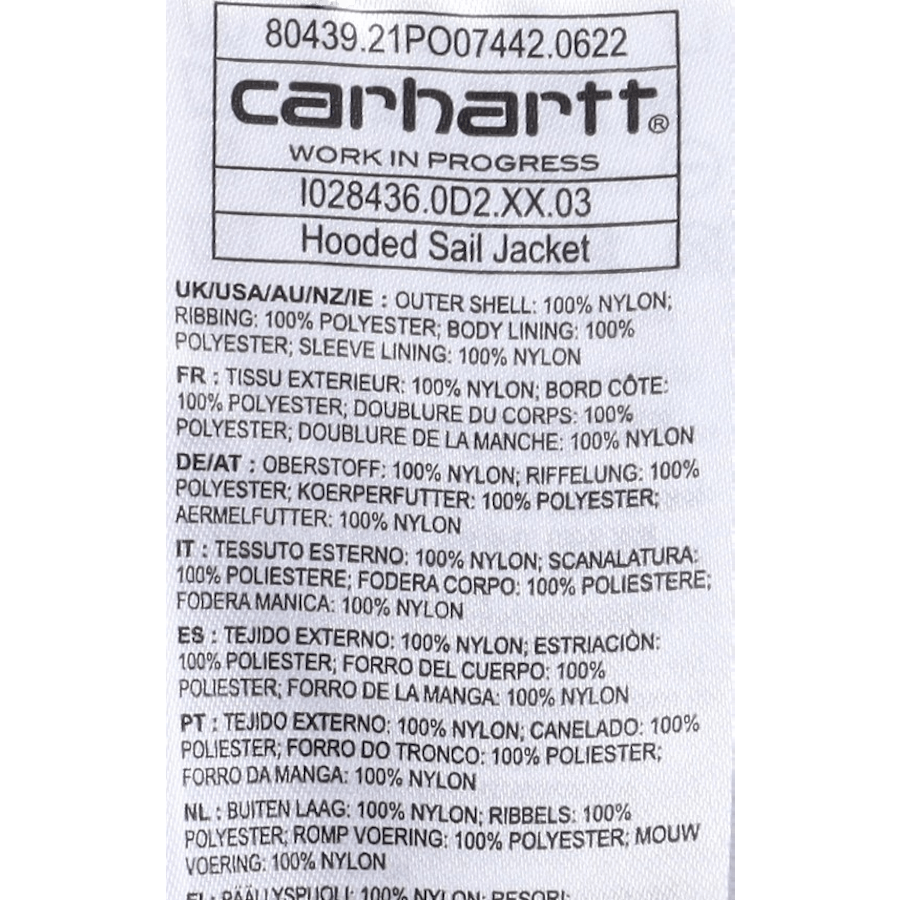 80439.21PO07442.0622
carhartt®
WORK IN PROGRESS
I028436.0D2.XX.03
Hooded Sail Jacket
UK/USA/AU/NZ/IE : OUTER SHELL: 100% NYLON;
RIBBING: 100% POLYESTER; BODY LINING: 100%
POLYESTER; SLEEVE LINING: 100% NYLON
FR : TISSU EXTERIEUR: 100% NYLON; BORD CÔTE:
100% POLYESTER; DOUBLURE DU CORPS: 100%
POLYESTER; DOUBLURE DE LA MANCHE: 100% NYLON
DE/AT : OBERSTOFF: 100% NYLON; RIFFELUNG: 100%
POLYESTER; KOERPERFUTTER: 100% POLYESTER;
AERMELFUTTER: 100% NYLON
IT : TESSUTO ESTERNO: 100% NYLON; SCANALATURA:
100% POLIESTERE; FODERA CORPO: 100% POLIESTERE;
FODERA MANICA: 100% NYLON
ES : TEJIDO EXTERNO: 100% NYLON; ESTRIACIÒN:
100% POLIESTER; FORRO DEL CUERPO: 100%
POLIESTER; FORRO DE LA MANGA: 100% NYLON
PT : TEJIDO EXTERNO: 100% NYLON; CANELADO: 100%
POLIESTER; FORRO DO TRONCO: 100% POLIESTER;
FORRO DA MANGA: 100% NYLON
NL : BUITEN LAAG: 100% NYLON; RIBBELS: 100%
POLYESTER; ROMP VOERING: 100% POLYESTER; MOUW
VOERING: 100% NYLON
FI : PÄÄLLYSPUOLI: 100% NYLON; RESORI: